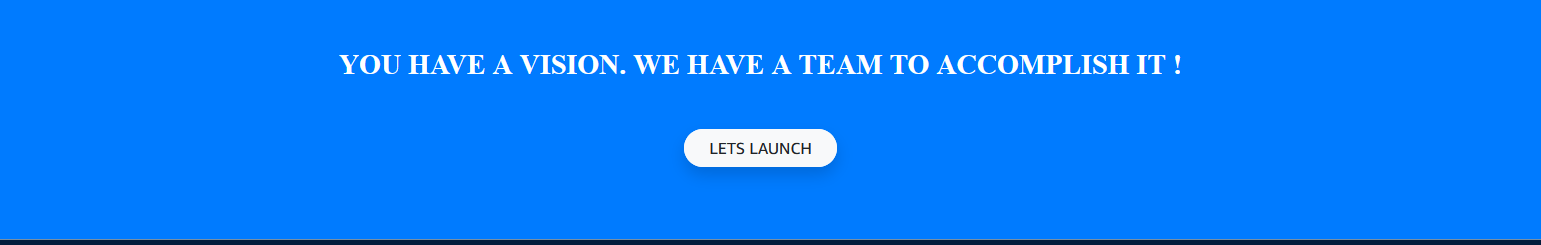 YOU HAVE A VISION. WE HAVE A TEAM TO ACCOMPLISH IT !
LETS LAUNCH